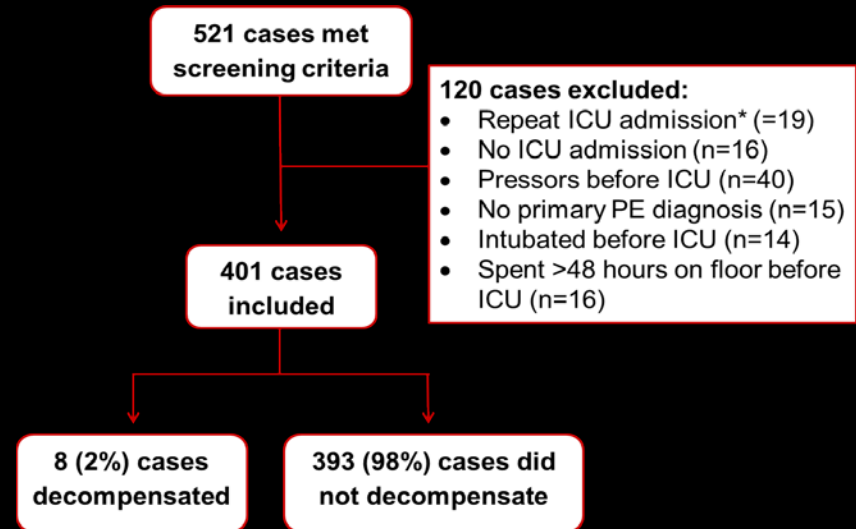 521 cases met
screening criteria
120 cases excluded:
• Repeat ICU admission* (=19)
• No ICU admission (n=16)
• Pressors before ICU (n=40)
• No primary PE diagnosis (n=15)
• Intubated before ICU (n=14)
• Spent >48 hours on floor before
ICU (n=16)
401 cases
included
8 (2%) cases
decompensated
393 (98%) cases did
not decompensate